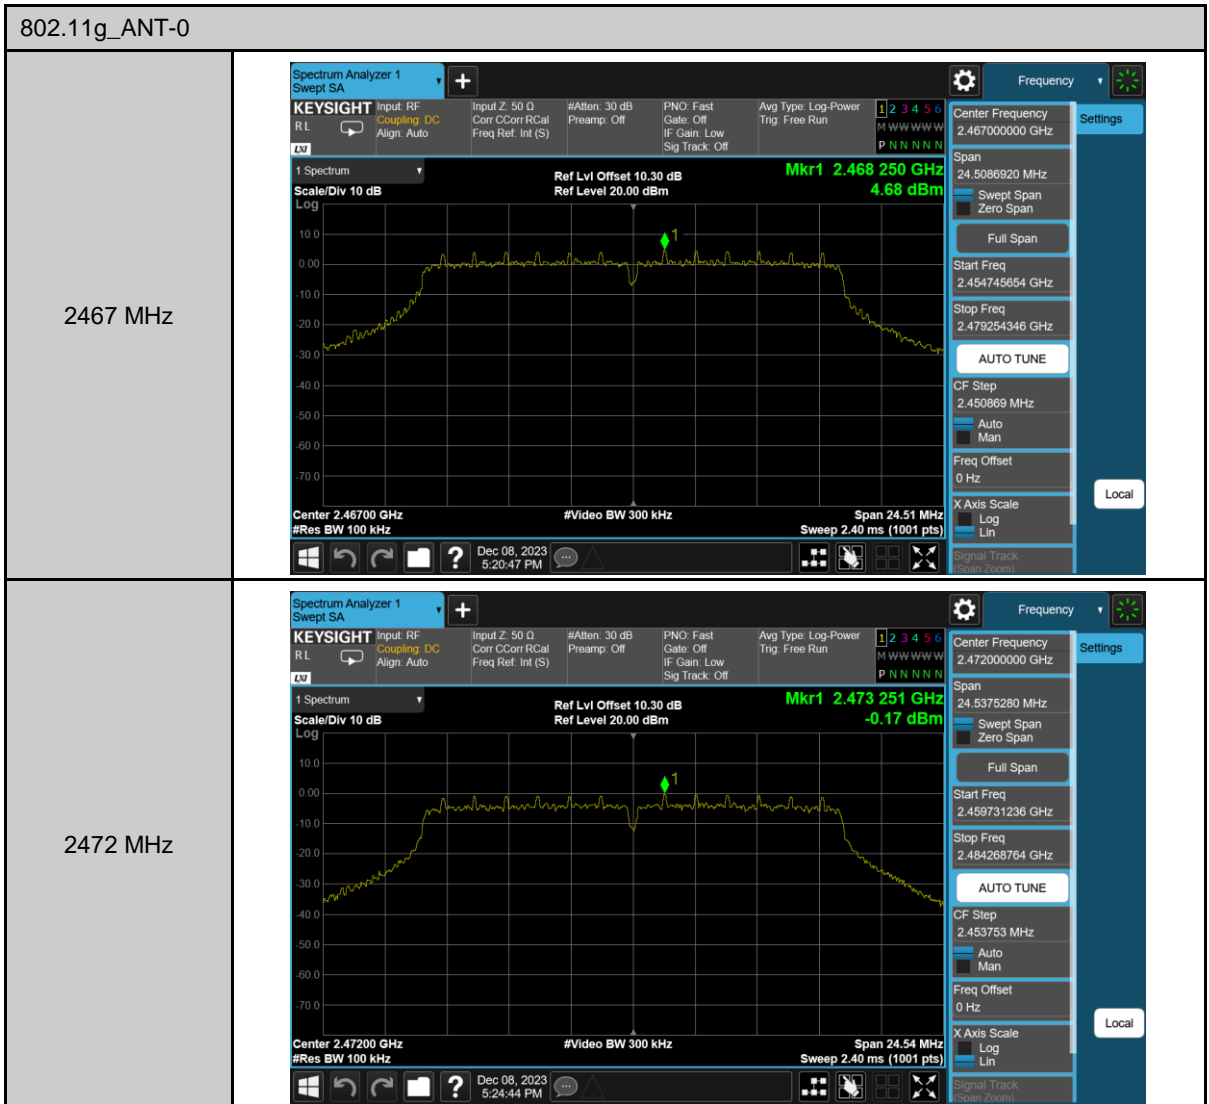 802.11g_ANT-0
2467 MHz
Spectrum Analyzer 1
Swept SA
+
Frequency
KEYSIGHT
R L
LXI
Input: RF
Coupling: DC
Align: Auto
Input Z: 50 Ω
Corr CCorr RCal
Freq Ref: Int (S)
#Atten: 30 dB
Preamp: Off
PNO: Fast
Gate: Off
IF Gain: Low
Sig Track: Off
Avg Type: Log-Power
Trig: Free Run
1 2 3 4 5 6
M W W W W W
P N N N N N
1 Spectrum
Scale/Div 10 dB
Log
Ref Lvl Offset 10.30 dB
Ref Level 20.00 dBm
Mkr1 2.468 250 GHz
4.68 dBm
1
10.0
0.00
-10.0
-20.0
-30.0
-40.0
-50.0
-60.0
-70.0
Center 2.46700 GHz
#Res BW 100 kHz
#Video BW 300 kHz
Span 24.51 MHz
Sweep 2.40 ms (1001 pts)
?
Dec 08, 2023
5:20:47 PM
Center Frequency
2.467000000 GHz
Settings
Span
24.5086920 MHz
Swept Span
Zero Span
Full Span
Start Freq
2.454745654 GHz
Stop Freq
2.479254346 GHz
AUTO TUNE
CF Step
2.450869 MHz
Auto
Man
Freq Offset
0 Hz
X Axis Scale
Log
Lin
Local
Signal Track
(Span Zoom)
2472 MHz
Spectrum Analyzer 1
Swept SA
+
Frequency
KEYSIGHT
R L
LXI
Input: RF
Coupling: DC
Align: Auto
Input Z: 50 Ω
Corr CCorr RCal
Freq Ref: Int (S)
#Atten: 30 dB
Preamp: Off
PNO: Fast
Gate: Off
IF Gain: Low
Sig Track: Off
Avg Type: Log-Power
Trig: Free Run
1 2 3 4 5 6
M W W W W W
P N N N N N
1 Spectrum
Scale/Div 10 dB
Log
Ref Lvl Offset 10.30 dB
Ref Level 20.00 dBm
Mkr1 2.473 251 GHz
-0.17 dBm
1
10.0
0.00
-10.0
-20.0
-30.0
-40.0
-50.0
-60.0
-70.0
Center 2.47200 GHz
#Res BW 100 kHz
#Video BW 300 kHz
Span 24.54 MHz
Sweep 2.40 ms (1001 pts)
?
Dec 08, 2023
5:24:44 PM
Center Frequency
2.472000000 GHz
Settings
Span
24.5375280 MHz
Swept Span
Zero Span
Full Span
Start Freq
2.459731236 GHz
Stop Freq
2.484268764 GHz
AUTO TUNE
CF Step
2.453753 MHz
Auto
Man
Freq Offset
0 Hz
X Axis Scale
Log
Lin
Local
Signal Track
(Span Zoom)